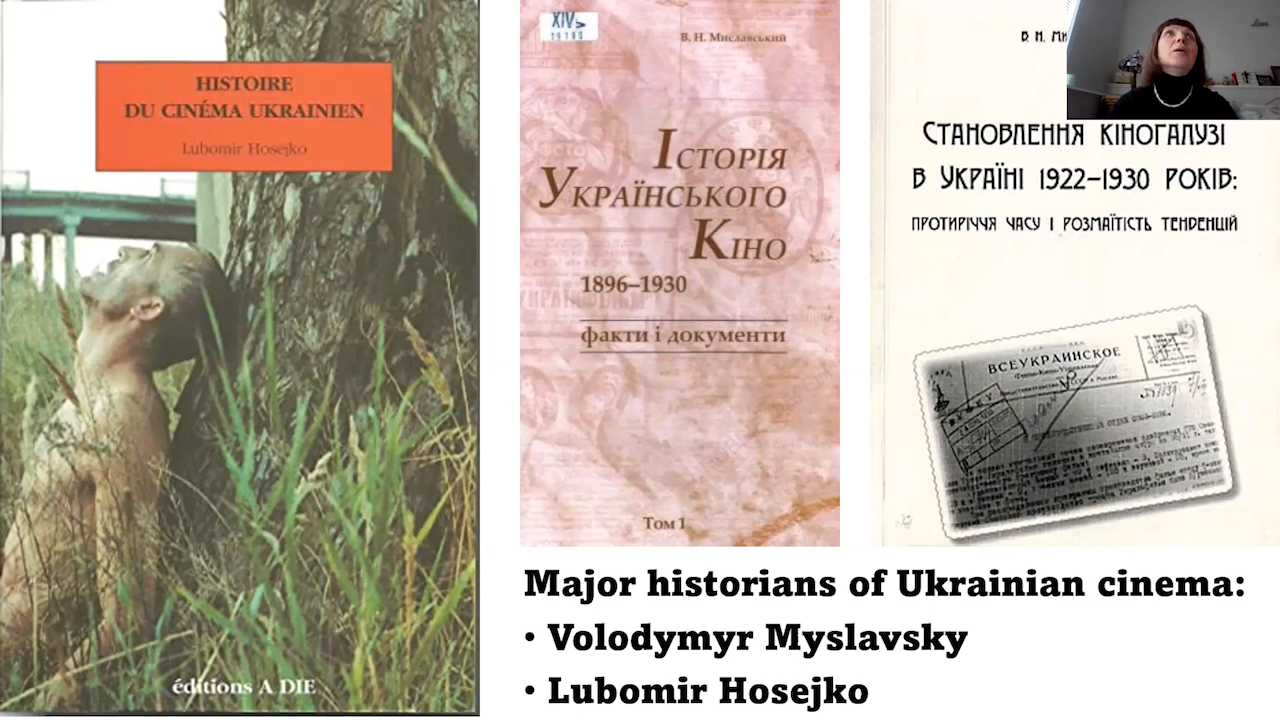 HISTOIRE
DU CINÉMA UKRAINIEN
Lubomir Hosejko
éditions A DIE
XIV
В. Н. Миславський
Історія
Українського
Кіно
1896–1930
факти і документи
Том 1
В. Н.
Становлення кіногалузі
в Україні 1922–1930 років:
протиріччя часу і розмаїтість тенденцій
ВСЕУКРАИНСКОЕ
Major historians of Ukrainian cinema:
• Volodymyr Myslavsky
• Lubomir Hosejko